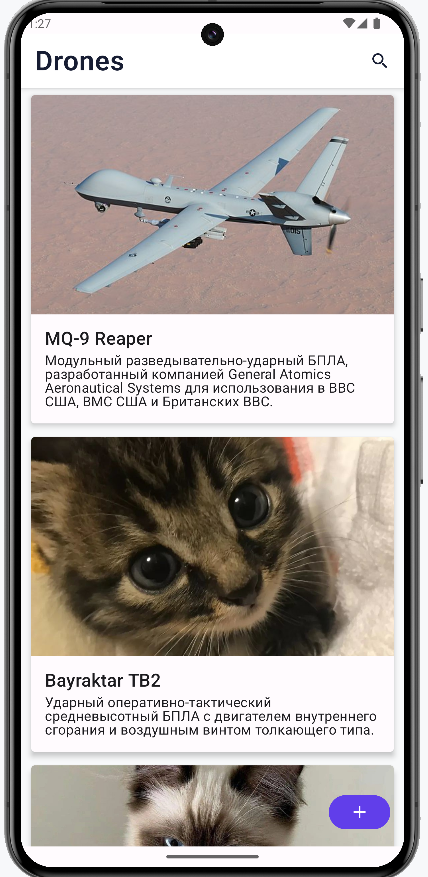 1:27
Drones
MQ-9 Reaper
Модульный разведывательно-ударный БПЛА,
разработанный компанией General Atomics
Aeronautical Systems для использования в ВВС
США, ВМС США и Британских ВВС.
Bayraktar TB2
Ударный оперативно-тактический
средневысотный БПЛА с двигателем внутреннего
сгорания и воздушным винтом толкающего типа.
+